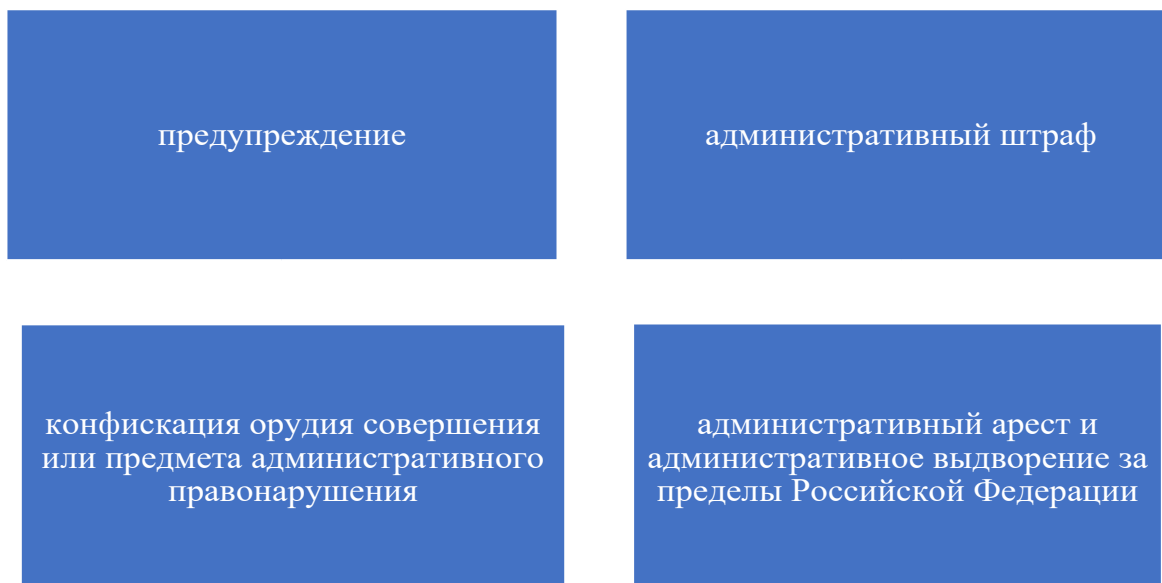 предупреждение
административный штраф
конфискация орудия совершения
или предмета административного
правонарушения
административный арест и
административное выдворение за
пределы Российской Федерации